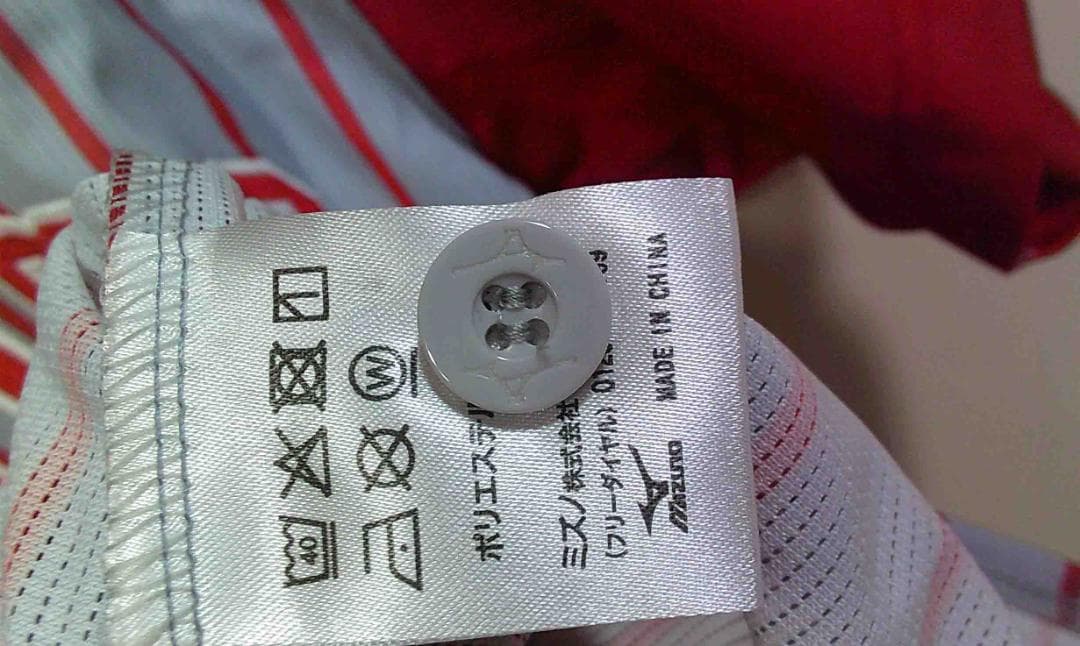 40
W
ポリエステル
ミズノ株式会社
(フリーダイヤル) 012
MIZUNO
MADE IN CHINA